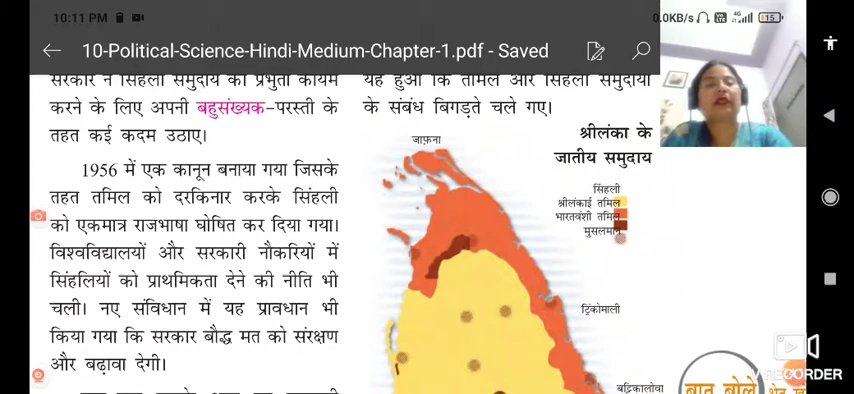 10:11 PM
0.0KB/s
4G
15
10-Political-Science-Hindi-Medium-Chapter-1.pdf - Saved
सरकार ने सिंहली समुदाय की प्रभुता कायम
करने के लिए अपनी बहुसंख्यक-परस्ती के
तहत कई कदम उठाए।
1956 में एक कानून बनाया गया जिसके
तहत तमिल को दरकिनार करके सिंहली
को एकमात्र राजभाषा घोषित कर दिया गया।
विश्वविद्यालयों और सरकारी नौकरियों में
सिंहलियों को प्राथमिकता देने की नीति भी
चली। नए संविधान में यह प्रावधान भी
किया गया कि सरकार बौद्ध मत को संरक्षण
और बढ़ावा देगी।
यह हुआ कि तमिल और सिंहली समुदायों
के संबंध बिगड़ते चले गए।
श्रीलंका के
जातीय समुदाय
सिंहली
श्रीलंकाई तमिल
भारतवंशी तमिल
मुसलमान
जाफ़ना
ट्रिंकोमाली
बट्टिकालोवा
बात बोले
V RECORDER